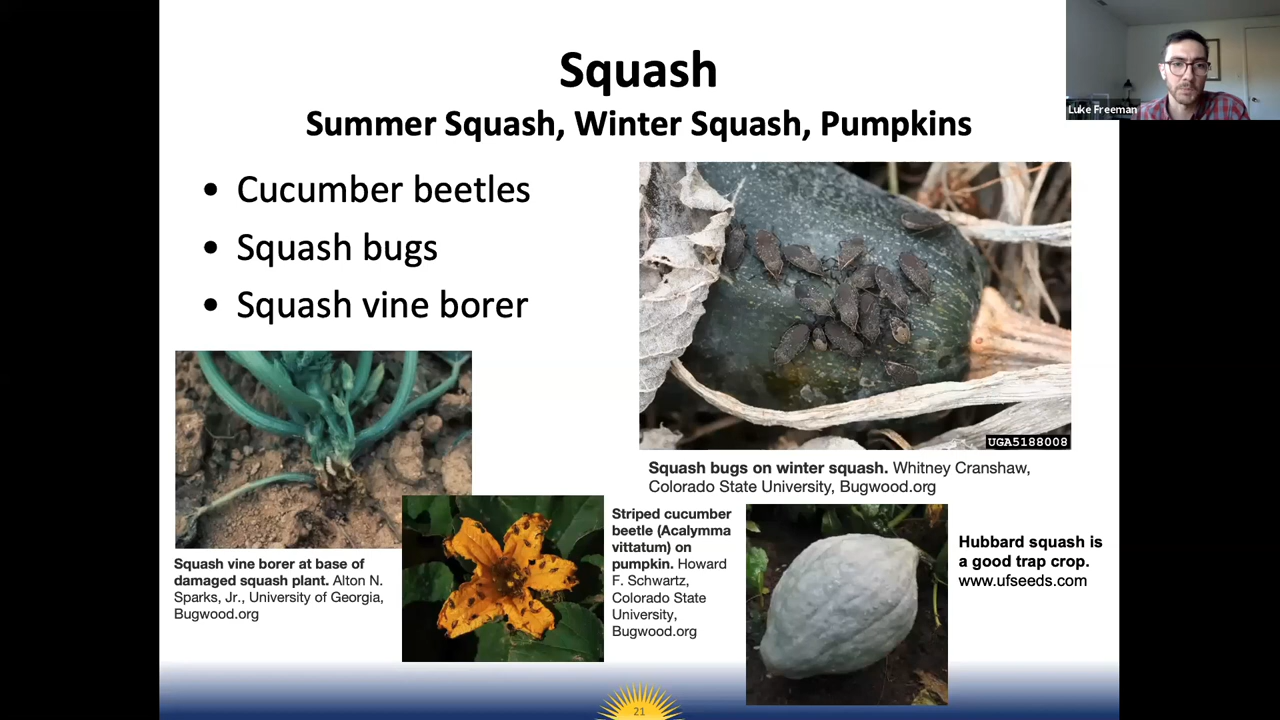 Squash
Summer Squash, Winter Squash, Pumpkins
• Cucumber beetles
• Squash bugs
• Squash vine borer
Luke Freeman
UGA5188008
Squash bugs on winter squash. Whitney Cranshaw,
Colorado State University, Bugwood.org
Squash vine borer at base of
damaged squash plant. Alton N.
Sparks, Jr., University of Georgia,
Bugwood.org
Striped cucumber
beetle (Acalymma
vittatum) on
pumpkin. Howard
F. Schwartz,
Colorado State
University,
Bugwood.org
Hubbard squash is
a good trap crop.
www.ufseeds.com
21